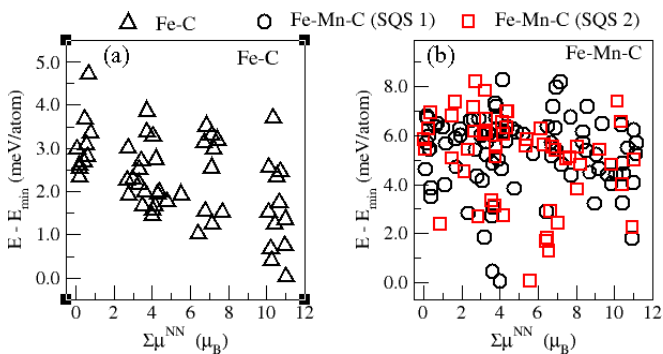 Fe-C Fe-Mn-C (SQS 1) Fe-Mn-C (SQS 2)
(a) Fe-C
5.0
4.0
3.0
2.0
1.0
0.0
E - Emin (meV/atom)
0 2 4 6 8 10 12
ΣμNN (μB)
(b) Fe-Mn-C
8.0
6.0
4.0
2.0
0.0
E - Emin (meV/atom)
0 2 4 6 8 10 12
ΣμNN (μB)